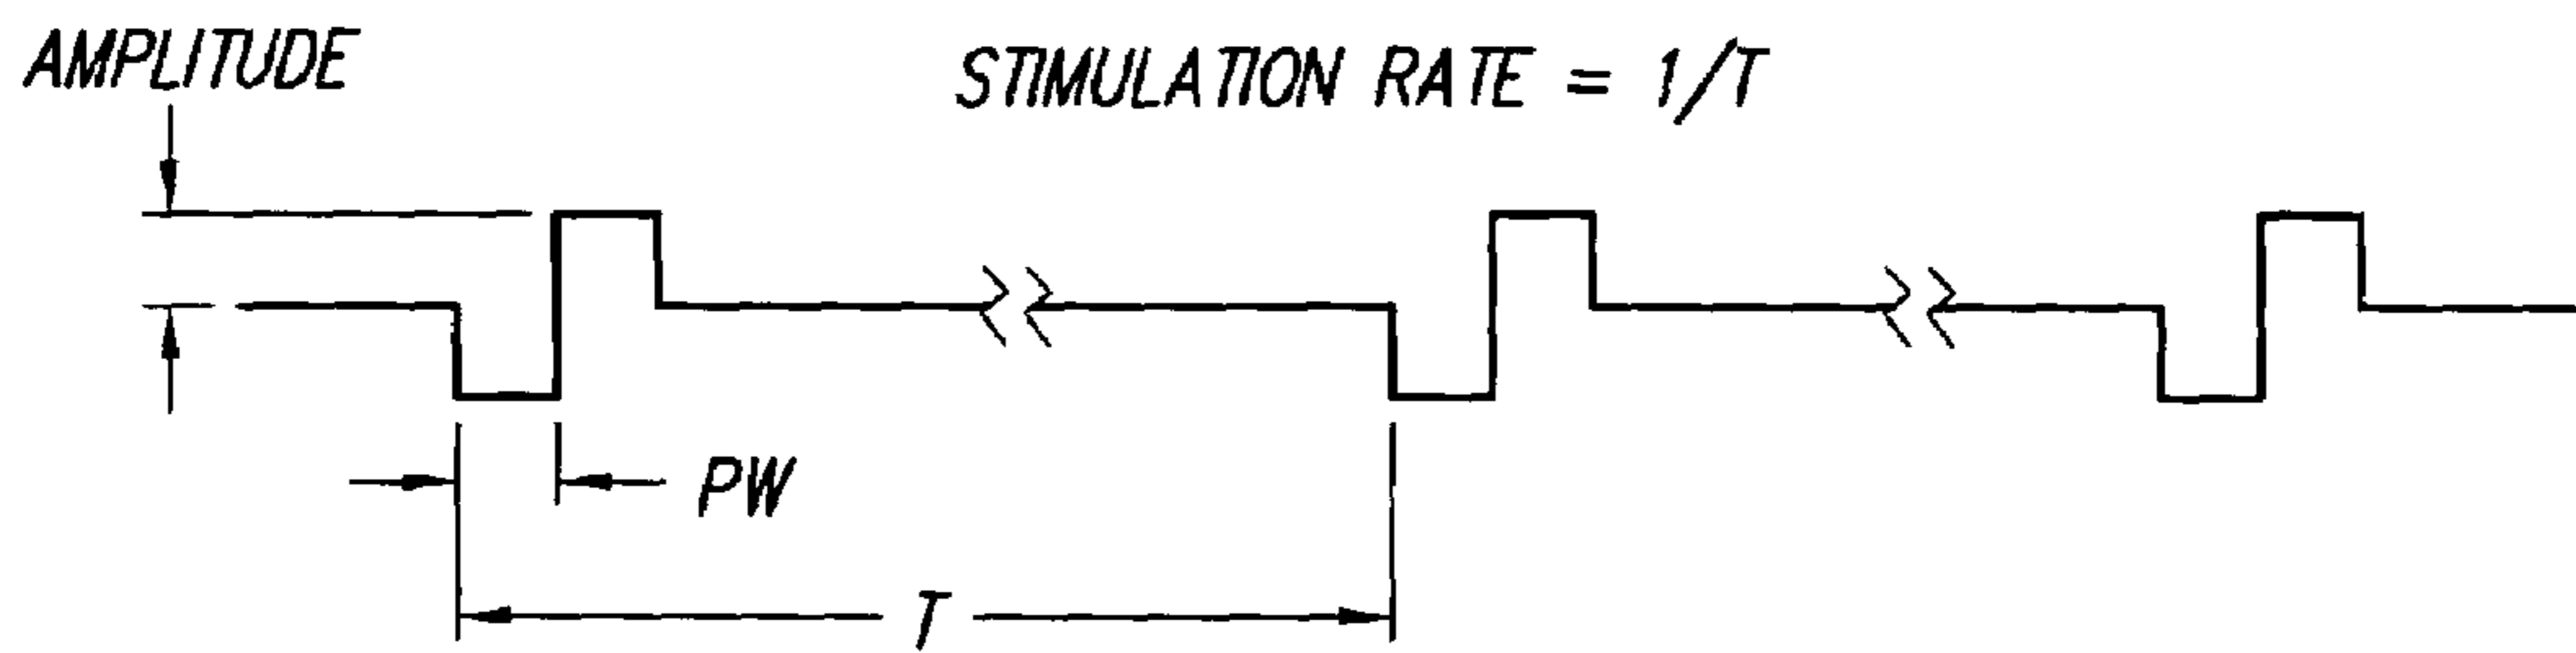 AMPLITUDE
STIMULATION RATE = 1/T
PW
T